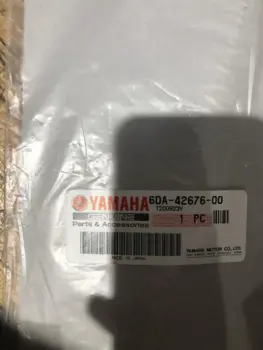 YAMAHA 6DA-42676-00
GENUINE
Parts & Accessories
1 PC
MADE IN JAPAN
YAMAHA MOTOR CO.,LTD.